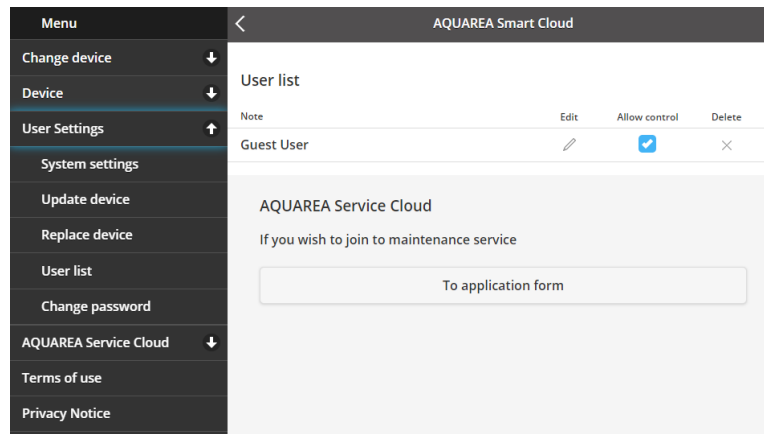 Menu
AQUAREA Smart Cloud
Change device
Device
User Settings
System settings
Update device
Replace device
User list
Change password
AQUAREA Service Cloud
Terms of use
Privacy Notice
User list
Note Edit Allow control Delete
Guest User
AQUAREA Service Cloud
If you wish to join to maintenance service
To application form